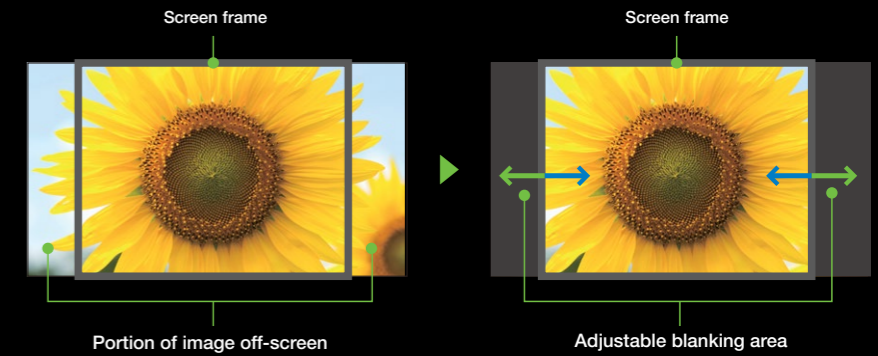 Screen frame
Screen frame
Portion of image off-screen
Adjustable blanking area